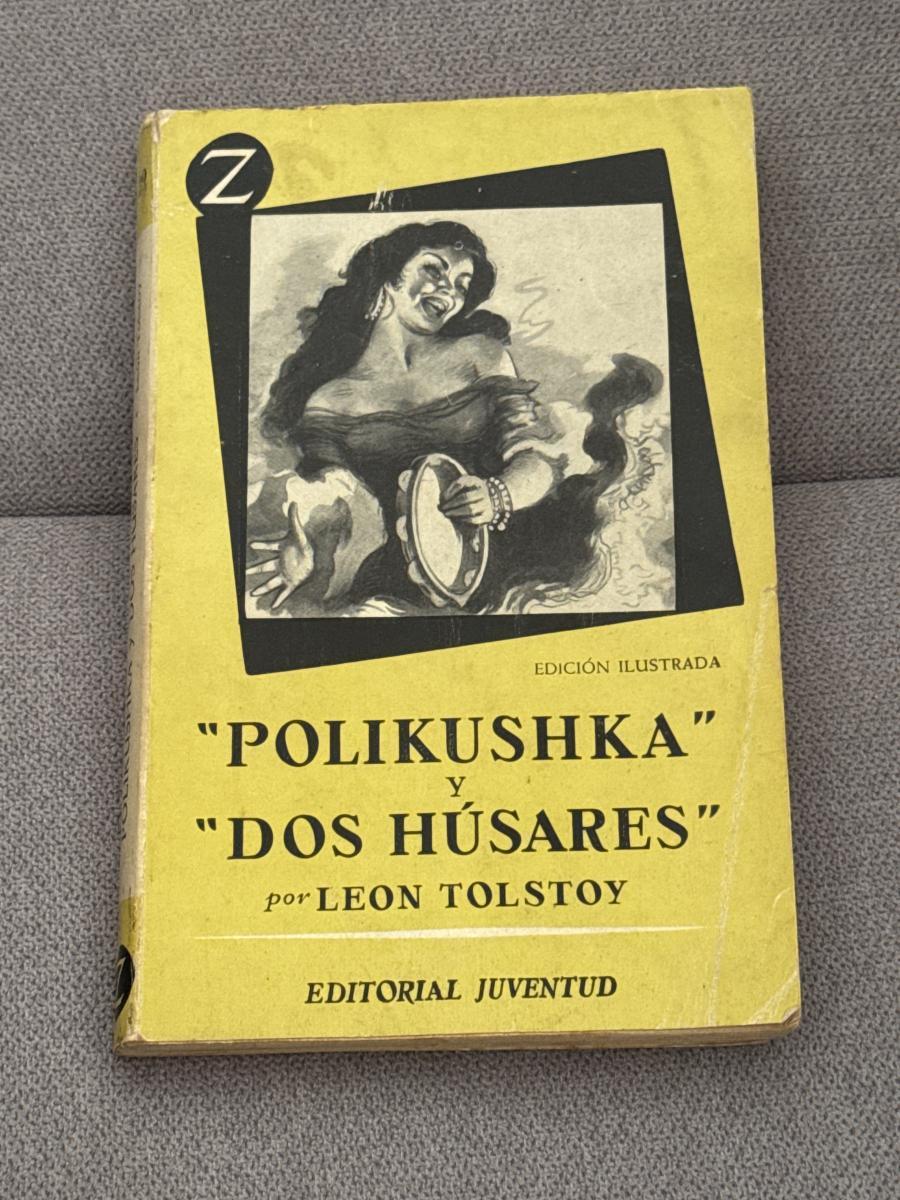 Z
EDICIÓN ILUSTRADA
"POLIKUSHKA"
Y
"DOS HÚSARES"
por LEON TOLSTOY
EDITORIAL JUVENTUD
Z